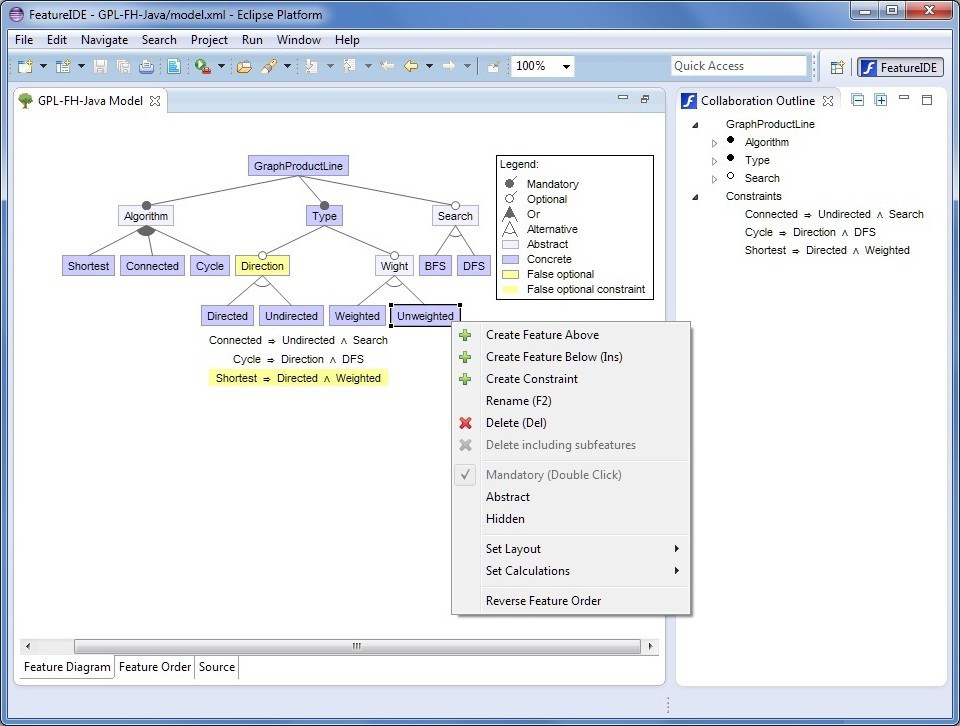 FeatureIDE - GPL-FH-Java/model.xml - Eclipse Platform
File Edit Navigate Search Project Run Window Help
100%
Quick Access
FeatureIDE
GPL-FH-Java Model
GraphProductLine
Algorithm Type Search
Shortest Connected Cycle Direction Wight BFS DFS
Directed Undirected Weighted Unweighted
Connected ⇒ Undirected ∧ Search
Cycle ⇒ Direction ∧ DFS
Shortest ⇒ Directed ∧ Weighted
Legend:
Mandatory
Optional
Or
Alternative
Abstract
Concrete
False optional
False optional constraint
Create Feature Above
Create Feature Below (Ins)
Create Constraint
Rename (F2)
Delete (Del)
Delete including subfeatures
Mandatory (Double Click)
Abstract
Hidden
Set Layout
Set Calculations
Reverse Feature Order
Feature Diagram Feature Order Source
Collaboration Outline
GraphProductLine
Algorithm
Type
Search
Constraints
Connected ⇒ Undirected ∧ Search
Cycle ⇒ Direction ∧ DFS
Shortest ⇒ Directed ∧ Weighted